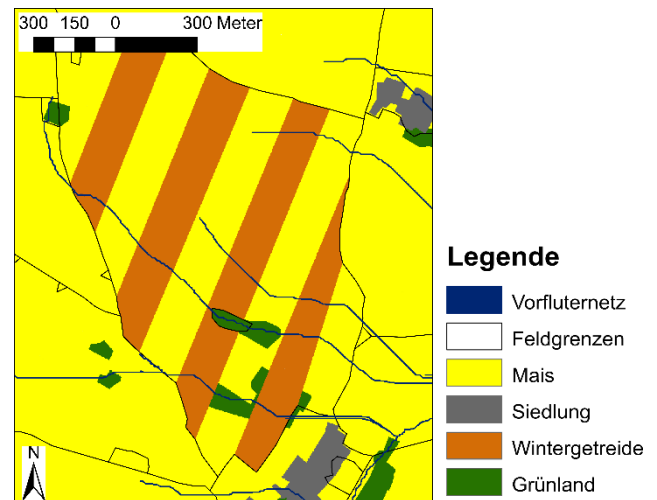 300 150 0 300 Meter
N
Legende
Vorfluternetz
Feldgrenzen
Mais
Siedlung
Wintergetreide
Grünland